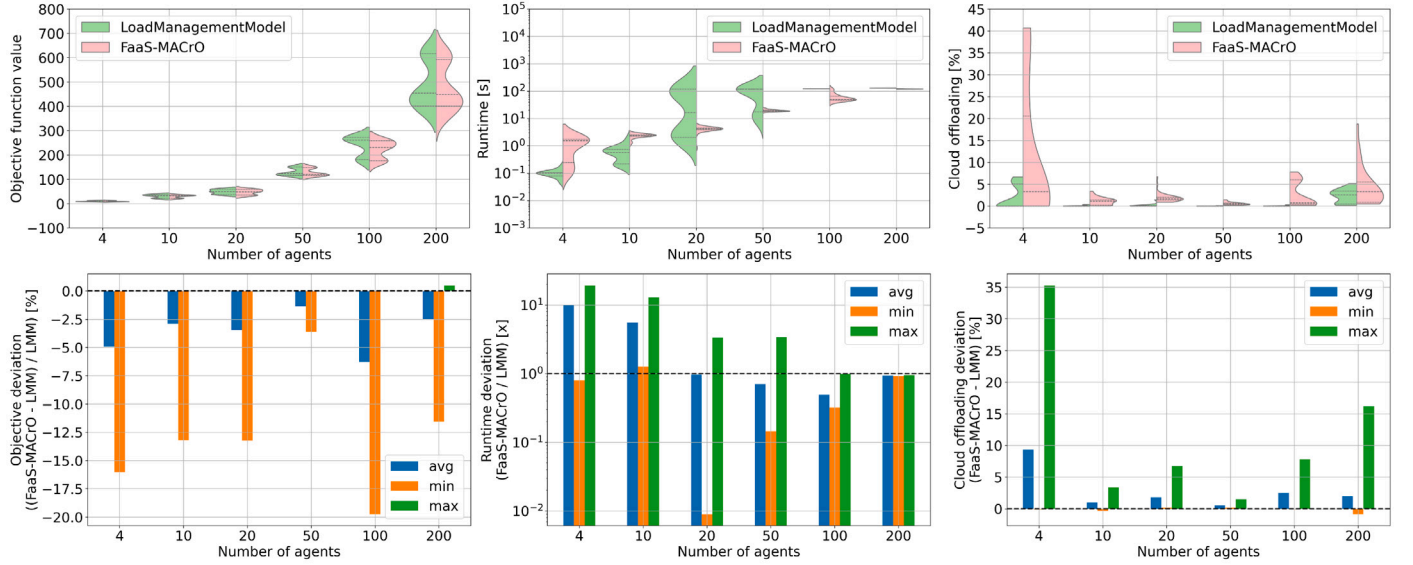 LoadManagementModel
FaaS-MACrO
Objective function value
800
700
600
500
400
300
200
100
0
−100
4 10 20 50 100 200
Number of agents
LoadManagementModel
FaaS-MACrO
Runtime [s]
10⁵
10⁴
10³
10²
10¹
10⁰
10⁻¹
10⁻²
10⁻³
4 10 20 50 100 200
Number of agents
LoadManagementModel
FaaS-MACrO
Cloud offloading [%]
45
40
35
30
25
20
15
10
5
0
−5
4 10 20 50 100 200
Number of agents
Objective deviation
((FaaS-MACrO - LMM) / LMM) [%]
0.0
−2.5
−5.0
−7.5
−10.0
−12.5
−15.0
−17.5
−20.0
avg
min
max
4 10 20 50 100 200
Number of agents
Runtime deviation
(FaaS-MACrO / LMM) [x]
10¹
10⁰
10⁻¹
10⁻²
avg
min
max
4 10 20 50 100 200
Number of agents
Cloud offloading deviation
(FaaS-MACrO - LMM) [%]
35
30
25
20
15
10
5
0
avg
min
max
4 10 20 50 100 200
Number of agents